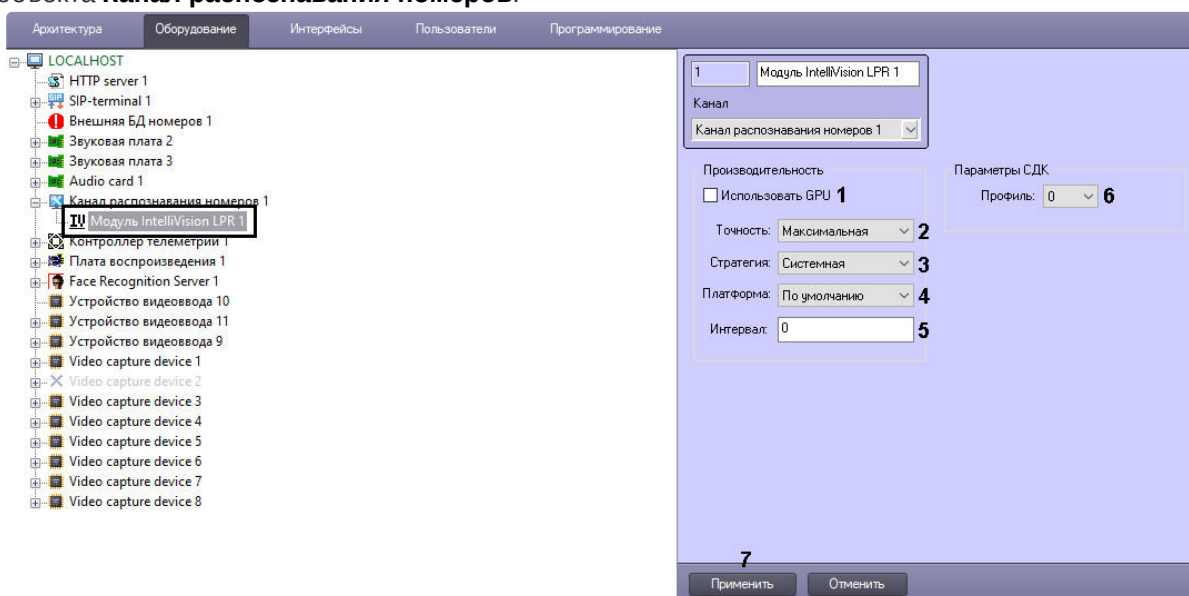 объекта Канал распознавания номеров.
Архитектура Оборудование Интерфейсы Пользователи Программирование
LOCALHOST
HTTP server 1
SIP-terminal 1
Внешняя БД номеров 1
Звуковая плата 2
Звуковая плата 3
Audio card 1
Канал распознавания номеров 1
Модуль IntelliVision LPR 1
Контроллер телеметрии 1
Плата воспроизведения 1
Face Recognition Server 1
Устройство видеоввода 10
Устройство видеоввода 11
Устройство видеоввода 9
Video capture device 1
Video capture device 2
Video capture device 3
Video capture device 4
Video capture device 5
Video capture device 6
Video capture device 7
Video capture device 8
1 Модуль IntelliVision LPR 1
Канал
Канал распознавания номеров 1
Производительность
Использовать GPU 1
Точность: Максимальная 2
Стратегия: Системная 3
Платформа: По умолчанию 4
Интервал: 0 5
Параметры СДК
Профиль: 0 6
7
Применить Отменить